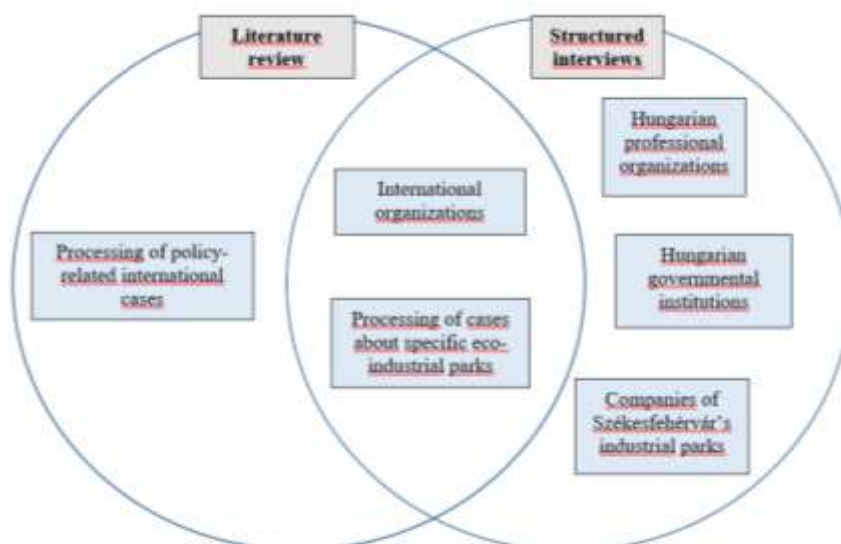 Literature
review
Structured
interviews
Hungarian
professional
organizations
International
organizations
Processing of policy-
related international
cases
Hungarian
governmental
institutions
Processing of cases
about specific eco-
industrial parks
Companies of
Székesfehérvár's
industrial parks